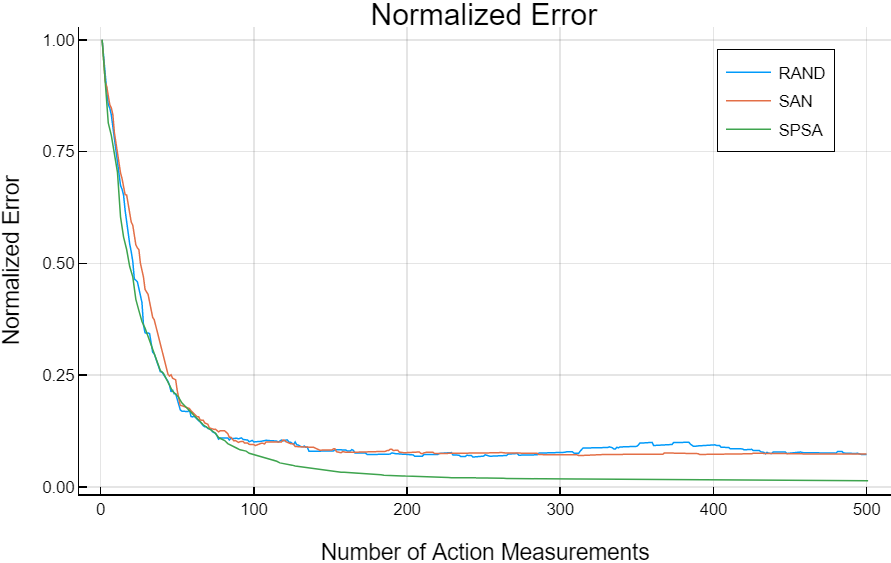 Normalized Error
1.00
0.75
0.50
0.25
0.00
Normalized Error
RAND
SAN
SPSA
0 100 200 300 400 500
Number of Action Measurements